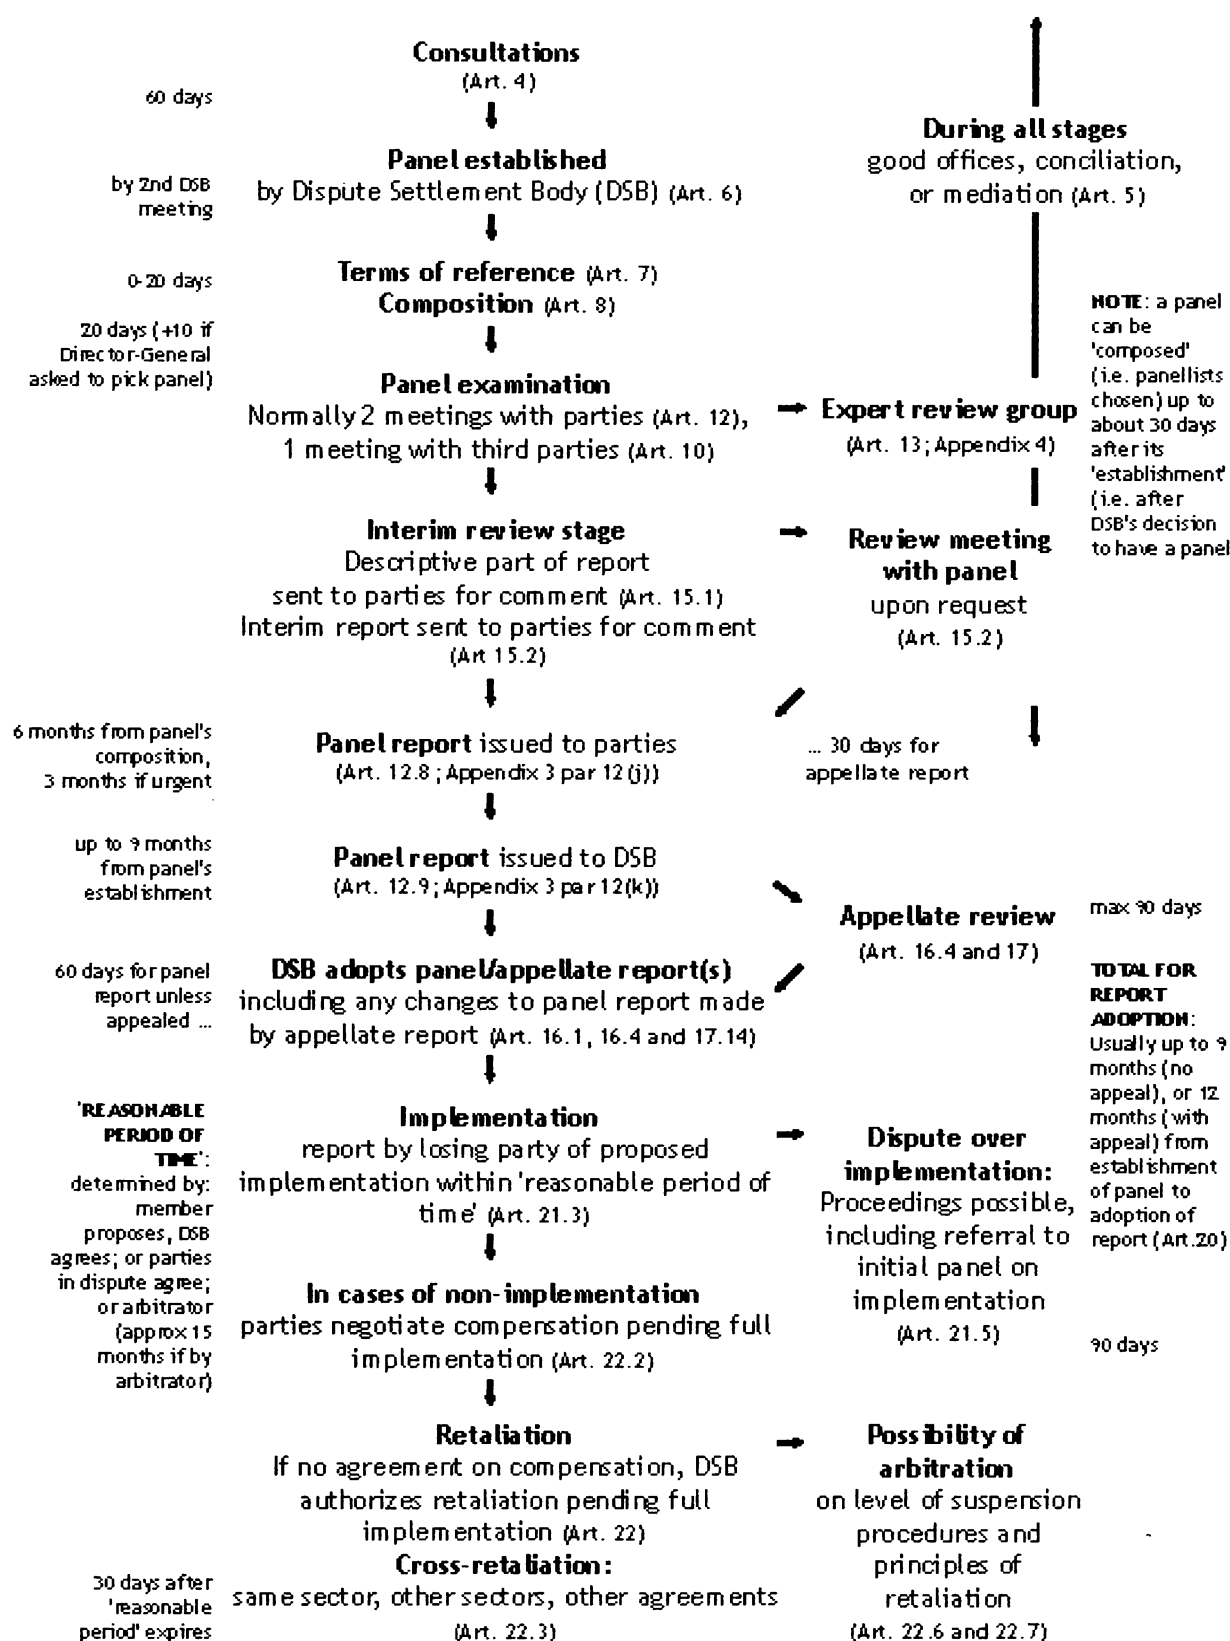 Consultations
(Art. 4)
60 days
During all stages
good offices, conciliation,
or mediation (Art. 5)
Panel established
by Dispute Settlement Body (DSB) (Art. 6)
by 2nd DSB
meeting
Terms of reference (Art. 7)
Composition (Art. 8)
0-20 days
20 days (+10 if
Director-General
asked to pick panel)
NOTE: a panel
can be
'composed'
(i.e. panellists
chosen) up to
about 30 days
after its
'establishment'
(i.e. after
DSB's decision
to have a panel
Panel examination
Normally 2 meetings with parties (Art. 12),
1 meeting with third parties (Art. 10)
Expert review group
(Art. 13; Appendix 4)
Interim review stage
Descriptive part of report
sent to parties for comment (Art. 15.1)
Interim report sent to parties for comment
(Art 15.2)
Review meeting
with panel
upon request
(Art. 15.2)
6 months from panel's
composition,
3 months if urgent
Panel report issued to parties
(Art. 12.8; Appendix 3 par 12(j))
... 30 days for
appellate report
up to 9 months
from panel's
establishment
Panel report issued to DSB
(Art. 12.9; Appendix 3 par 12(k))
Appellate review
(Art. 16.4 and 17)
max 90 days
60 days for panel
report unless
appealed ...
DSB adopts panel/appellate report(s)
including any changes to panel report made
by appellate report (Art. 16.1, 16.4 and 17.14)
TOTAL FOR
REPORT
ADOPTION:
Usually up to 9
months (no
appeal), or 12
months (with
appeal) from
establishment
of panel to
adoption of
report (Art.20)
'REASONABLE
PERIOD OF
TIME':
determined by:
member
proposes, DSB
agrees; or parties
in dispute agree;
or arbitrator
(approx 15
months if by
arbitrator)
Implementation
report by losing party of proposed
implementation within 'reasonable period of
time' (Art. 21.3)
Dispute over
implementation:
Proceedings possible,
including referral to
initial panel on
implementation
(Art. 21.5)
90 days
In cases of non-implementation
parties negotiate compensation pending full
implementation (Art. 22.2)
Retaliation
If no agreement on compensation, DSB
authorizes retaliation pending full
implementation (Art. 22)
Cross-retaliation:
same sector, other sectors, other agreements
(Art. 22.3)
30 days after
'reasonable
period' expires
Possibility of
arbitration
on level of suspension
procedures and
principles of
retaliation
(Art. 22.6 and 22.7)